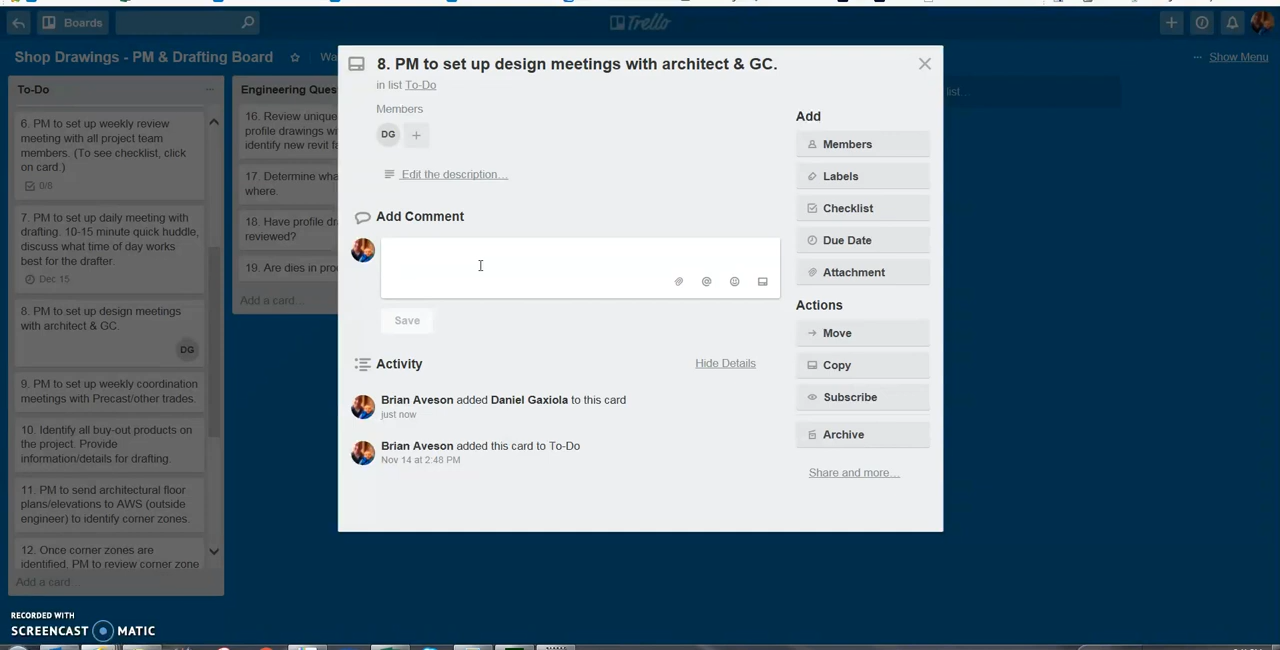 Boards
Trello
Shop Drawings - PM & Drafting Board
Wa
Show Menu
To-Do
6. PM to set up weekly review
meeting with all project team
members. (To see checklist, click
on card.)
0/8
7. PM to set up daily meeting with
drafting. 10-15 minute quick huddle,
discuss what time of day works
best for the drafter.
Dec 15
8. PM to set up design meetings
with architect & GC.
DG
9. PM to set up weekly coordination
meetings with Precast/other trades.
10. Identify all buy-out products on
the project. Provide
information/details for drafting.
11. PM to send architectural floor
plans/elevations to AWS (outside
engineer) to identify corner zones.
12. Once corner zones are
identified, PM to review corner zone
Add a card...
Engineering Ques
16. Review unique
profile drawings wi
identify new revit fa
17. Determine wha
where.
18. Have profile dr
reviewed?
19. Are dies in pro
Add a card...
8. PM to set up design meetings with architect & GC.
in list To-Do
Members
DG
Edit the description...
Add Comment
Save
Activity
Hide Details
Brian Aveson added Daniel Gaxiola to this card
just now
Brian Aveson added this card to To-Do
Nov 14 at 2:46 PM
Add
Members
Labels
Checklist
Due Date
Attachment
Actions
Move
Copy
Subscribe
Archive
Share and more...
list...
RECORDED WITH
SCREENCAST MATIC